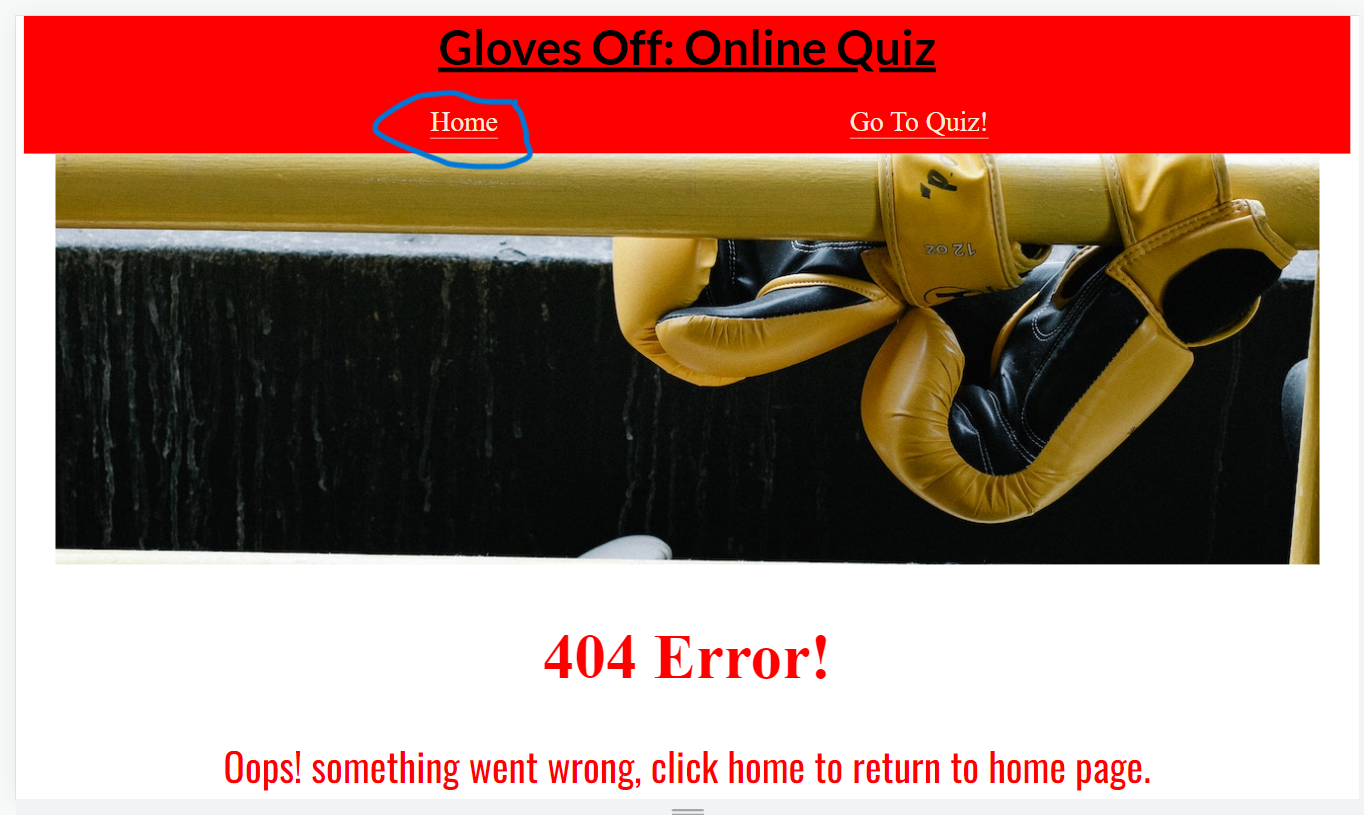 Gloves Off: Online Quiz
Home Go To Quiz!
12 oz
404 Error!
Oops! something went wrong, click home to return to home page.